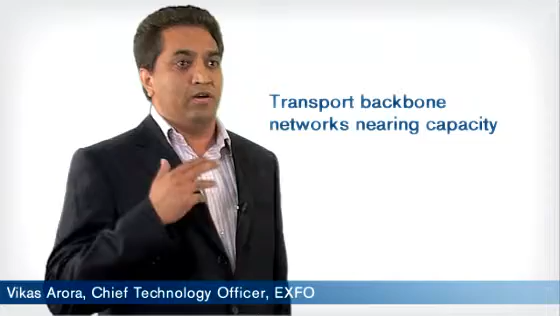 Transport backbone
networks nearing capacity
Vikas Arora, Chief Technology Officer, EXFO